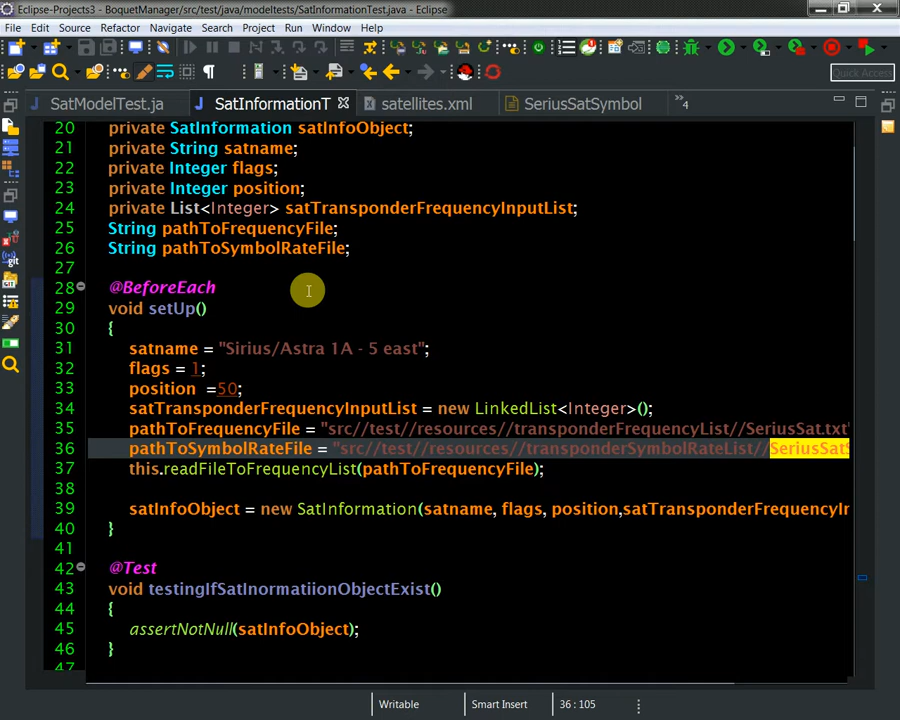 Eclipse-Projects3 - BoquetManager/src/test/java/modeltests/SatInformationTest.java - Eclipse
File Edit Source Refactor Navigate Search Project Run Window Help
Quick Access
SatModelTest.ja SatInformationT satellites.xml SeriusSatSymbol »4
20 private SatInformation satInfoObject;
21 private String satname;
22 private Integer flags;
23 private Integer position;
24 private List<Integer> satTransponderFrequencyInputList;
25 String pathToFrequencyFile;
26 String pathToSymbolRateFile;
27
28 @BeforeEach
29 void setUp()
30 {
31 satname = "Sirius/Astra 1A - 5 east";
32 flags = 1;
33 position =50;
34 satTransponderFrequencyInputList = new LinkedList<Integer>();
35 pathToFrequencyFile = "src//test//resources//transponderFrequencyList//SeriusSat.txt"
36 pathToSymbolRateFile = "src//test//resources//transponderSymbolRateList//SeriusSatS
37 this.readFileToFrequencyList(pathToFrequencyFile);
38
39 satInfoObject = new SatInformation(satname, flags, position,satTransponderFrequencyIn
40 }
41
42 @Test
43 void testingIfSatInormatiionObjectExist()
44 {
45 assertNotNull(satInfoObject);
46 }
47
Writable Smart Insert 36 : 105